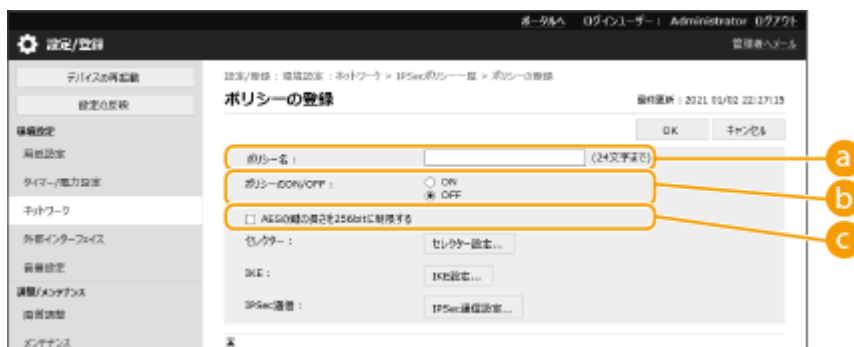 ポータルへ ログインユーザー： Administrator ログアウト
設定/登録
管理者へメール
デバイスの再起動
設定の反映
環境設定
用紙設定
タイマー/電力設定
ネットワーク
外部インターフェイス
音量設定
調整/メンテナンス
画質調整
メンテナンス
設定/登録 : 環境設定 : ネットワーク > IPSecポリシー一覧 > ポリシーの登録
ポリシーの登録
最終更新 : 2021 01/02 22:27:15
OK キャンセル
ポリシー名 : (24文字まで)
a
ポリシーのON/OFF : ON
OFF
b
AESの鍵の長さを256bitに制限する
c
セレクター : セレクター設定...
IKE : IKE設定...
IPSec通信 : IPSec通信設定...